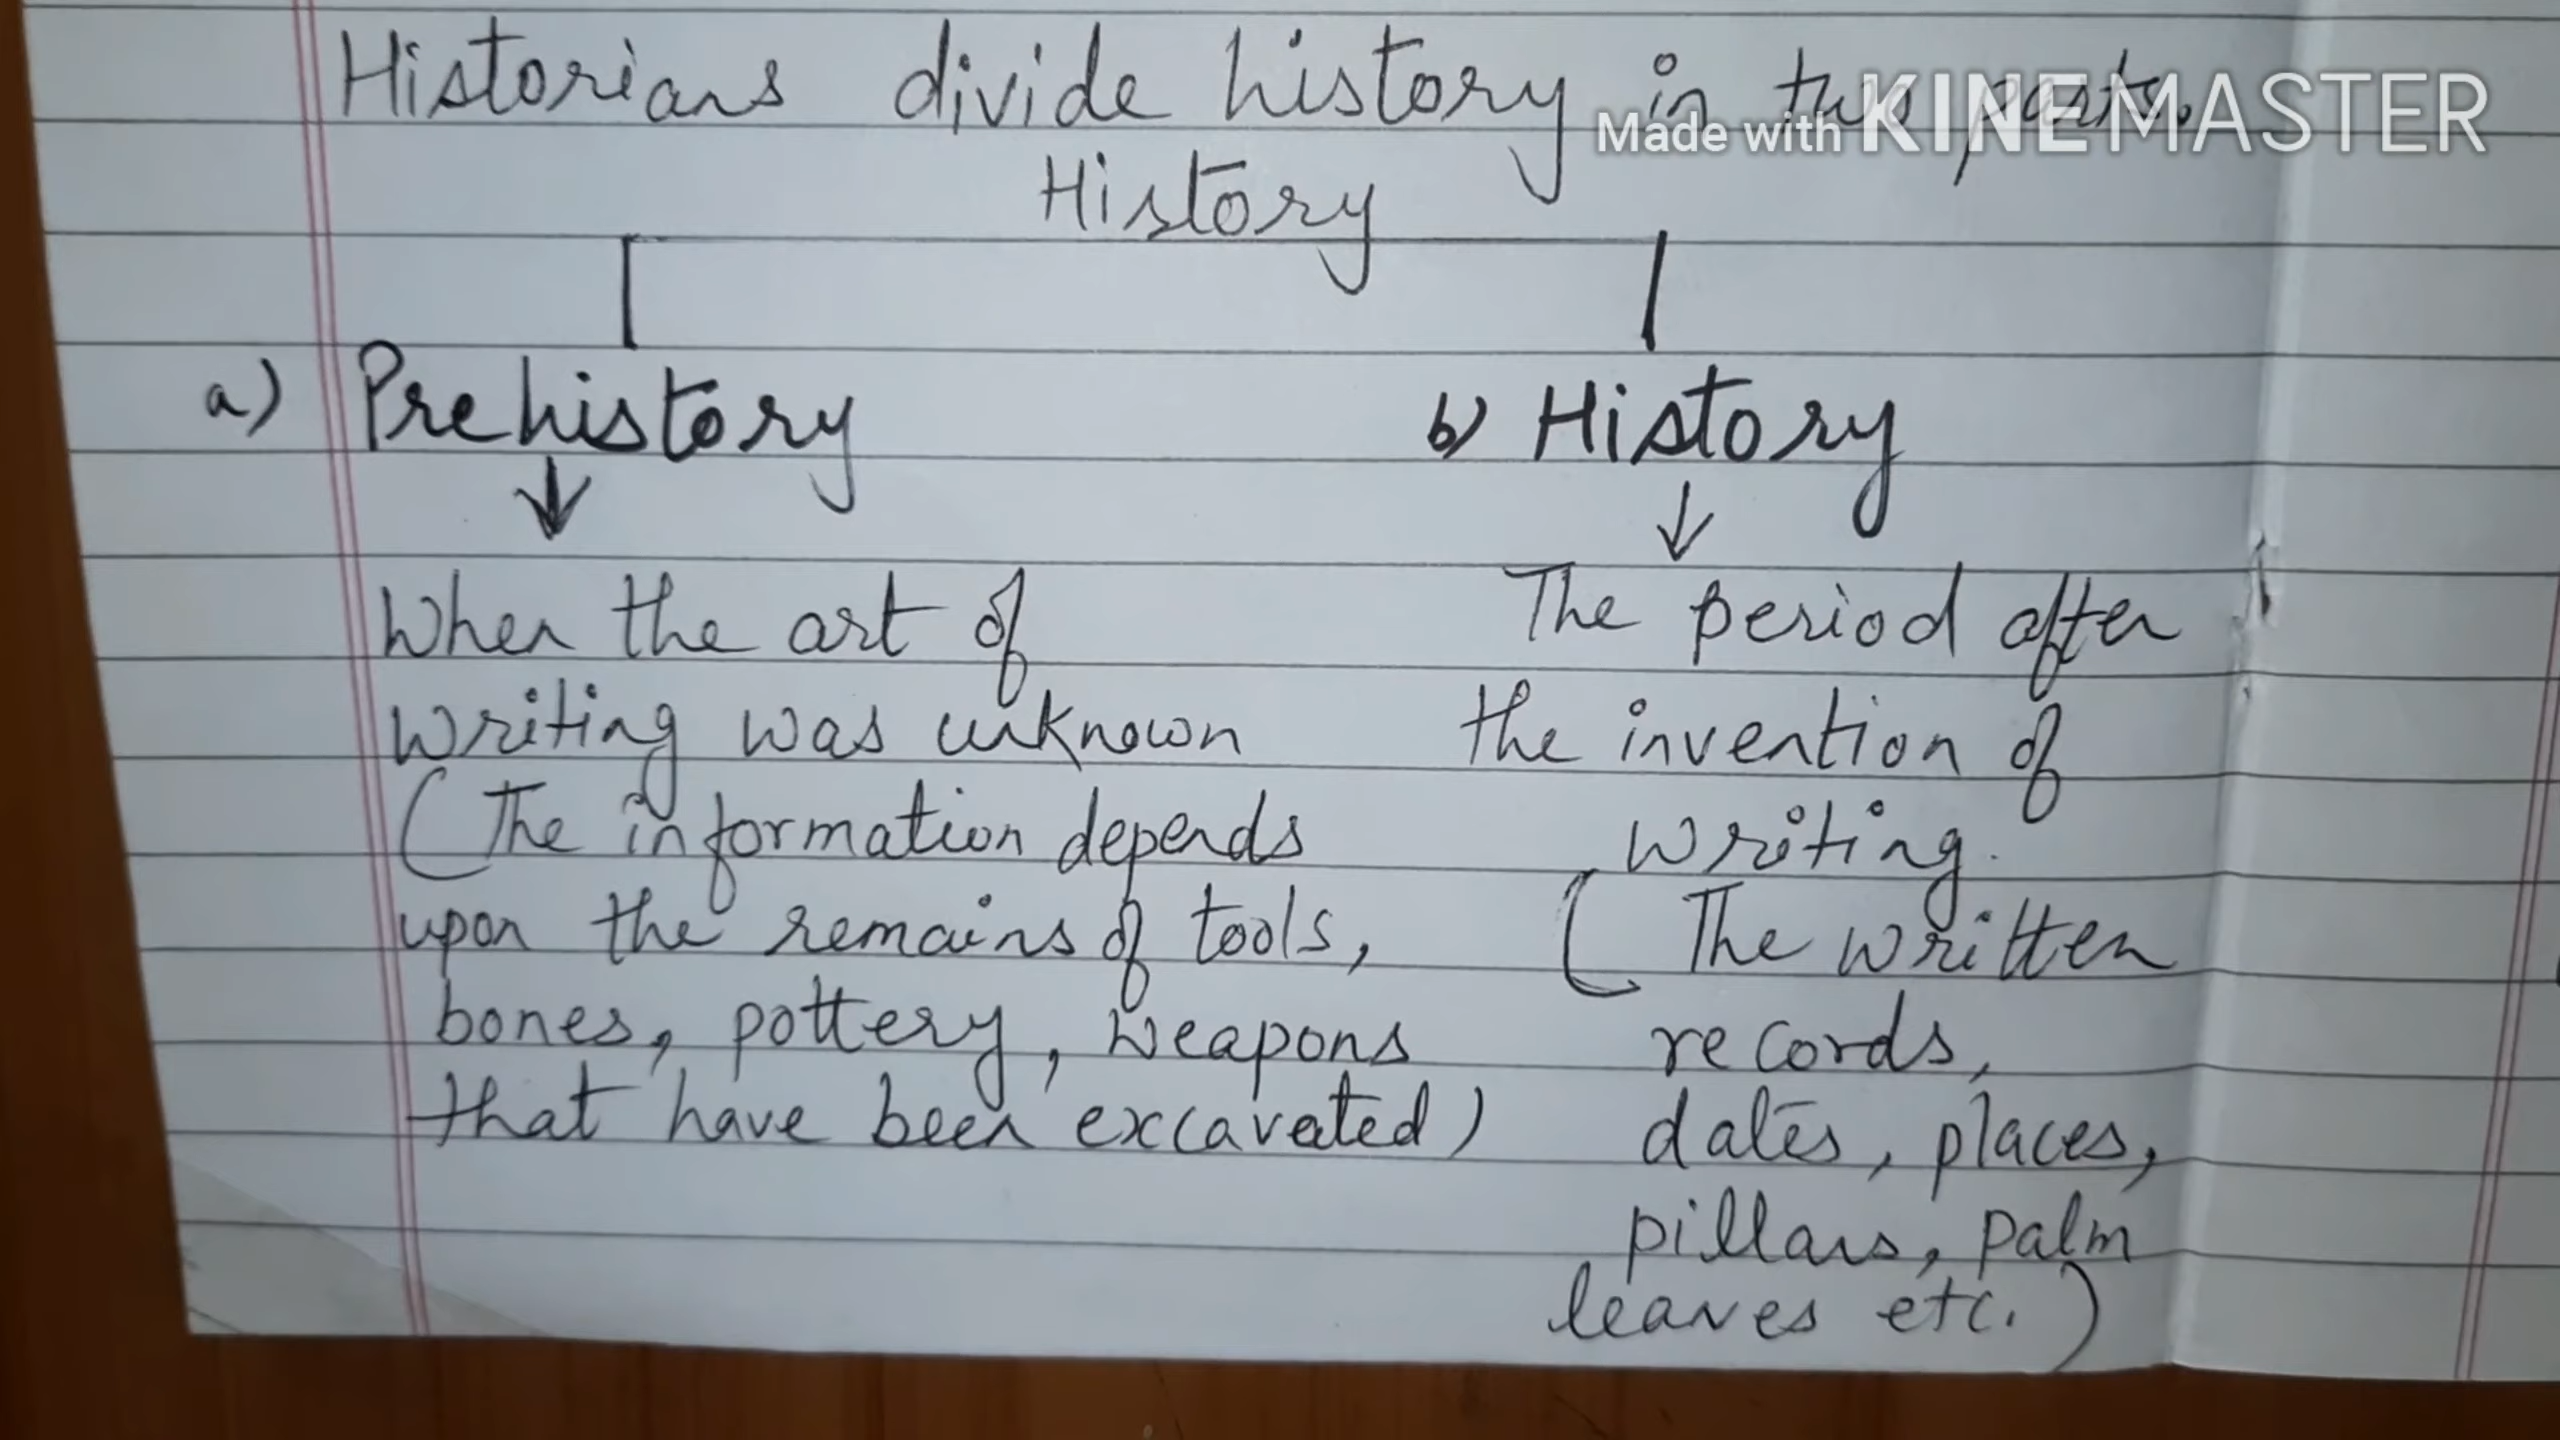 Historians divide history in two parts.
Made with KINEMASTER
History
a) Prehistory
When the art of
writing was unknown
(The information depends
upon the remains of tools,
bones, pottery, weapons
that have been excavated)
b) History
The period after
the invention of
writing.
(The written
records,
dates, places,
pillars, palm
leaves etc.)